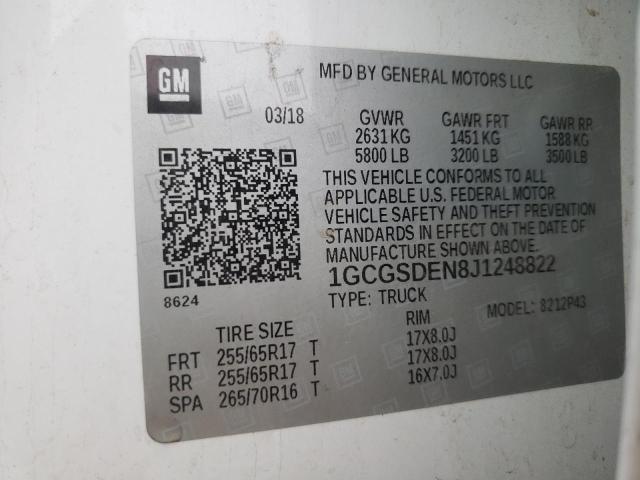 GM
MFD BY GENERAL MOTORS LLC
03/18
GVWR GAWR FRT GAWR RR
2631 KG 1451 KG 1588 KG
5800 LB 3200 LB 3500 LB
THIS VEHICLE CONFORMS TO ALL
APPLICABLE U.S. FEDERAL MOTOR
VEHICLE SAFETY AND THEFT PREVENTION
STANDARDS IN EFFECT ON THE DATE OF
MANUFACTURE SHOWN ABOVE.
1GCGSDEN8J1248822
8624
TYPE: TRUCK MODEL: 8212P43
TIRE SIZE RIM
FRT 255/65R17 T 17X8.0J
RR 255/65R17 T 17X8.0J
SPA 265/70R16 T 16X7.0J